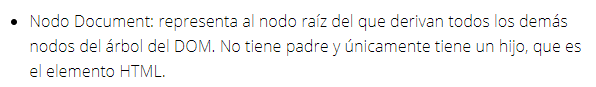 • Nodo Document: representa al nodo raíz del que derivan todos los demás
nodos del árbol del DOM. No tiene padre y únicamente tiene un hijo, que es
el elemento HTML.